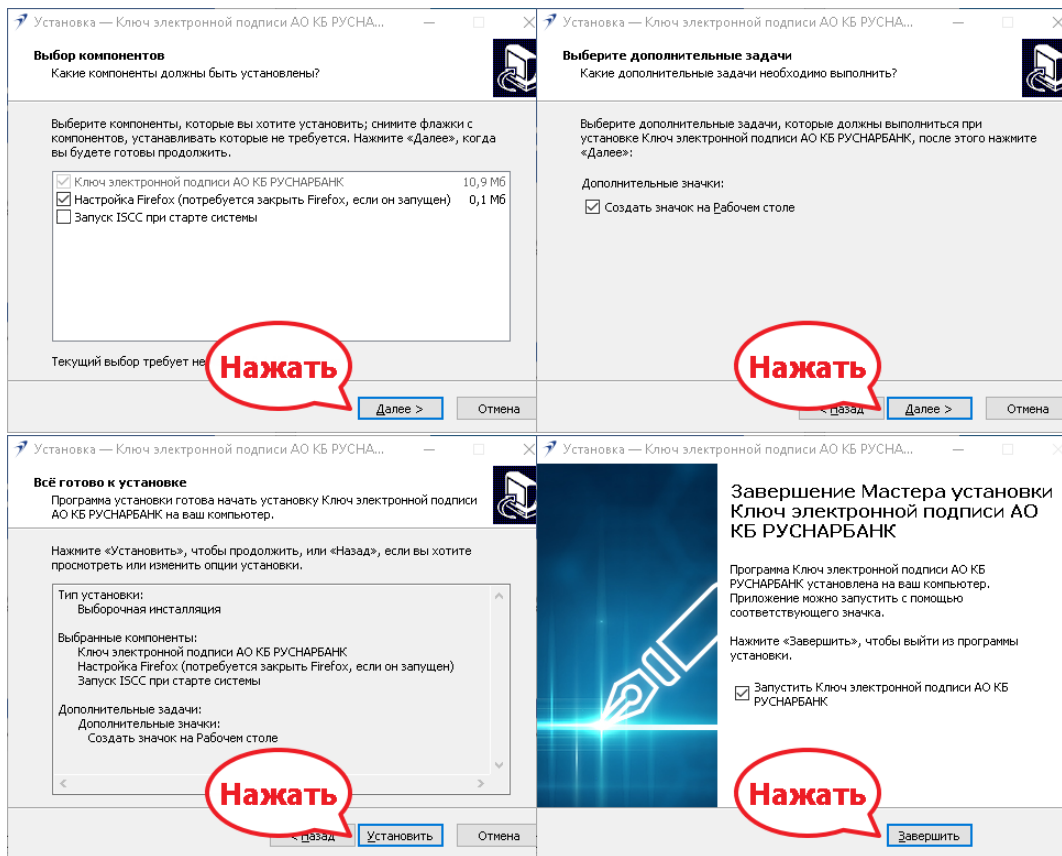 Установка — Ключ электронной подписи АО КБ РУСНА...
Выбор компонентов
Какие компоненты должны быть установлены?
Выберите компоненты, которые вы хотите установить; снимите флажки с
компонентов, устанавливать которые не требуется. Нажмите «Далее», когда
вы будете готовы продолжить.
Ключ электронной подписи АО КБ РУСНАРБАНК 10,9 Мб
Настройка Firefox (потребуется закрыть Firefox, если он запущен) 0,1 Мб
Запуск ISCC при старте системы
Текущий выбор требует не
Нажать
Далее > Отмена
Установка — Ключ электронной подписи АО КБ РУСНА...
Выберите дополнительные задачи
Какие дополнительные задачи необходимо выполнить?
Выберите дополнительные задачи, которые должны выполниться при
установке Ключ электронной подписи АО КБ РУСНАРБАНК, после этого нажмите
«Далее»:
Дополнительные значки:
Создать значок на Рабочем столе
Нажать
< Назад Далее > Отмена
Установка — Ключ электронной подписи АО КБ РУСНА...
Всё готово к установке
Программа установки готова начать установку Ключ электронной подписи
АО КБ РУСНАРБАНК на ваш компьютер.
Нажмите «Установить», чтобы продолжить, или «Назад», если вы хотите
просмотреть или изменить опции установки.
Тип установки:
Выборочная инсталляция
Выбранные компоненты:
Ключ электронной подписи АО КБ РУСНАРБАНК
Настройка Firefox (потребуется закрыть Firefox, если он запущен)
Запуск ISCC при старте системы
Дополнительные задачи:
Дополнительные значки:
Создать значок на Рабочем столе
Нажать
< Назад Установить Отмена
Установка — Ключ электронной подписи АО КБ РУСНА...
Завершение Мастера установки
Ключ электронной подписи АО
КБ РУСНАРБАНК
Программа Ключ электронной подписи АО КБ
РУСНАРБАНК установлена на ваш компьютер.
Приложение можно запустить с помощью
соответствующего значка.
Нажмите «Завершить», чтобы выйти из программы
установки.
Запустить Ключ электронной подписи АО КБ
РУСНАРБАНК
Нажать
Завершить